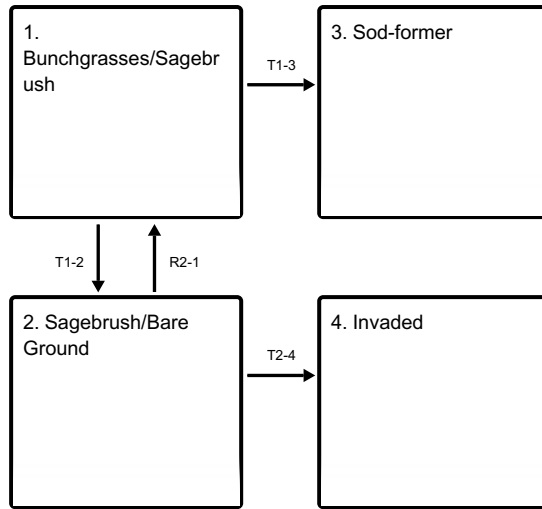 1.
Bunchgrasses/Sagebr
ush
T1-3
3. Sod-former
T1-2
R2-1
2. Sagebrush/Bare
Ground
T2-4
4. Invaded